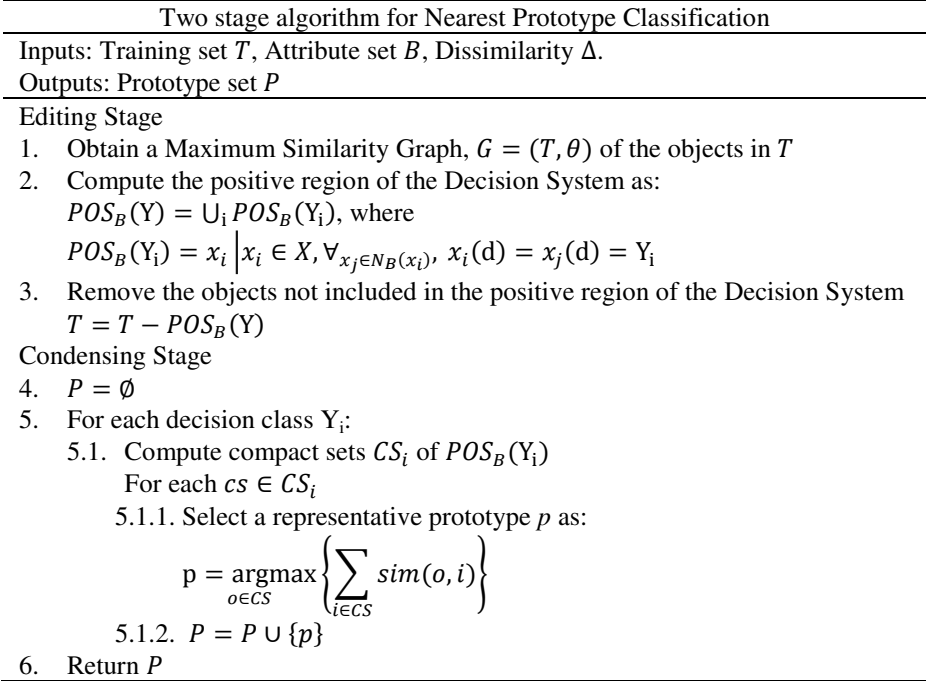 Two stage algorithm for Nearest Prototype Classification
Inputs: Training set 𝑇, Attribute set 𝐵, Dissimilarity Δ.
Outputs: Prototype set 𝑃
Editing Stage
1. Obtain a Maximum Similarity Graph, 𝐺 = (𝑇, 𝜃) of the objects in 𝑇
2. Compute the positive region of the Decision System as:
𝑃𝑂𝑆_𝐵(Y) = ⋃_i 𝑃𝑂𝑆_𝐵(Y_i), where
𝑃𝑂𝑆_𝐵(Y_i) = 𝑥_𝑖 |𝑥_𝑖 ∈ 𝑋, ∀_{𝑥_𝑗∈𝑁_𝐵(𝑥_𝑖)}, 𝑥_𝑖(d) = 𝑥_𝑗(d) = Y_i
3. Remove the objects not included in the positive region of the Decision System
𝑇 = 𝑇 − 𝑃𝑂𝑆_𝐵(Y)
Condensing Stage
4. 𝑃 = ∅
5. For each decision class Y_i:
5.1. Compute compact sets 𝐶𝑆_𝑖 of 𝑃𝑂𝑆_𝐵(Y_i)
For each 𝑐𝑠 ∈ 𝐶𝑆_𝑖
5.1.1. Select a representative prototype p as:
p = argmax_{𝑜∈𝐶𝑆} {∑_{𝑖∈𝐶𝑆} 𝑠𝑖𝑚(𝑜, 𝑖)}
5.1.2. 𝑃 = 𝑃 ∪ {𝑝}
6. Return 𝑃